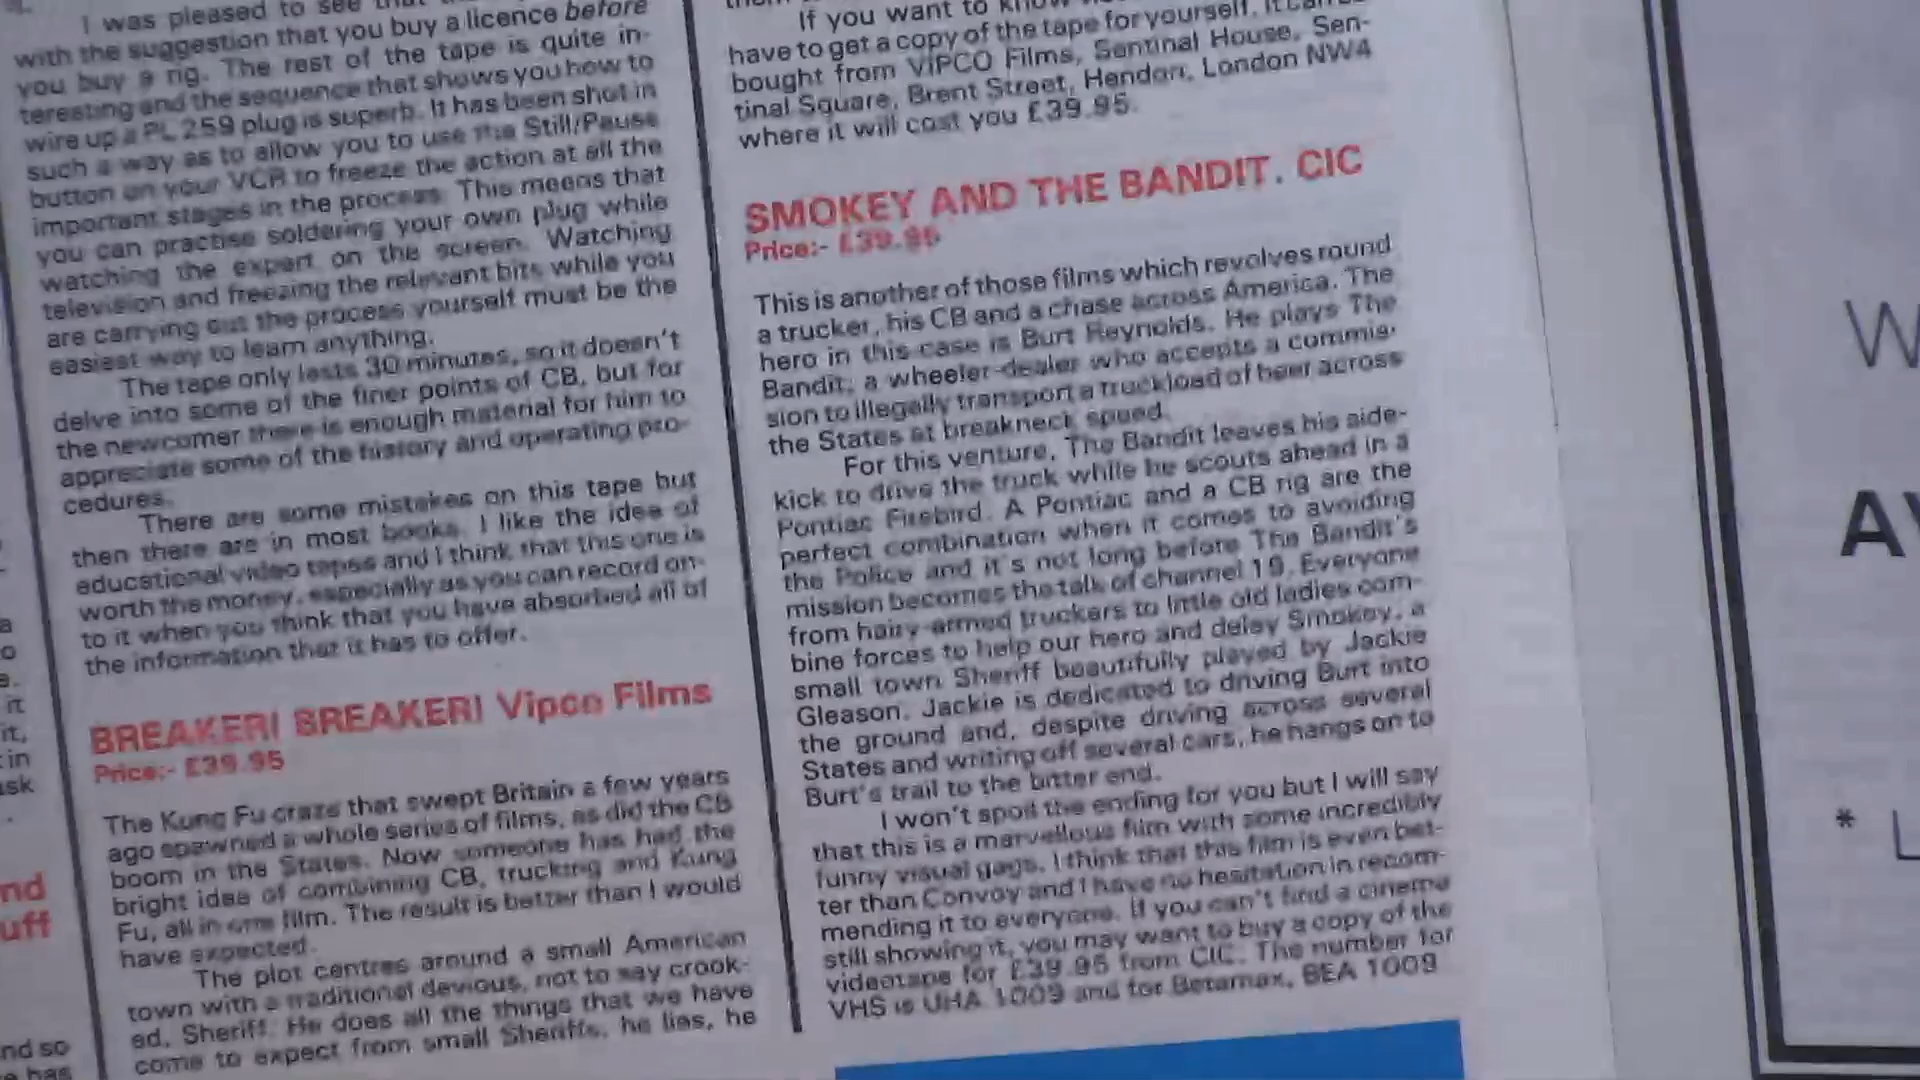 I was pleased to see that
with the suggestion that you buy a licence before
you buy a rig. The rest of the tape is quite in-
teresting and the sequence that shows you how to
wire up a PL 259 plug is superb. It has been shot in
such a way as to allow you to use the Still/Pause
button on your VCR to freeze the action at all the
important stages in the process. This means that
you can practise soldering your own plug while
watching the expert on the screen. Watching
television and freezing the relevant bits while you
are carrying out the process yourself must be the
easiest way to learn anything.
The tape only lasts 30 minutes, so it doesn't
delve into some of the finer points of CB, but for
the newcomer there is enough material for him to
appreciate some of the history and operating pro-
cedures.
There are some mistakes on this tape but
then there are in most books. I like the idea of
educational video tapes and I think that this one is
worth the money, especially as you can record on-
to it when you think that you have absorbed all of
the information that it has to offer.
BREAKER! BREAKER! Vipco Films
Price:- £39.95
The Kung Fu craze that swept Britain a few years
ago spawned a whole series of films, as did the CB
boom in the States. Now someone has had the
bright idea of combining CB, trucking and Kung
Fu, all in one film. The result is better than I would
have expected.
The plot centres around a small American
town with a traditional devious, not to say crook-
ed, Sheriff. He does all the things that we have
come to expect from small Sheriffs, he lies, he
If you want to know
have to get a copy of the tape for yourself. It can be
bought from VIPCO Films, Sentinal House, Sen-
tinal Square, Brent Street, Hendon, London NW4
where it will cost you £39.95.
SMOKEY AND THE BANDIT. CIC
Price:- £39.95
This is another of those films which revolves round
a trucker, his CB and a chase across America. The
hero in this case is Burt Reynolds. He plays The
Bandit; a wheeler-dealer who accepts a commis-
sion to illegally transport a truckload of beer across
the States at breakneck speed.
For this venture, The Bandit leaves his side-
kick to drive the truck while he scouts ahead in a
Pontiac Firebird. A Pontiac and a CB rig are the
perfect combination when it comes to avoiding
the Police and it's not long before The Bandit's
mission becomes the talk of channel 19. Everyone
from hairy-armed truckers to little old ladies com-
bine forces to help our hero and delay Smokey, a
small town Sheriff beautifully played by Jackie
Gleason. Jackie is dedicated to driving Burt into
the ground and, despite driving across several
States and writing off several cars, he hangs on to
Burt's trail to the bitter end.
I won't spoil the ending for you but I will say
that this is a marvellous film with some incredibly
funny visual gags. I think that this film is even bet-
ter than Convoy and I have no hesitation in recom-
mending it to everyone. If you can't find a cinema
still showing it, you may want to buy a copy of the
videotape for £39.95 from CIC. The number for
VHS is UHA 1009 and for Betamax, BEA 1009